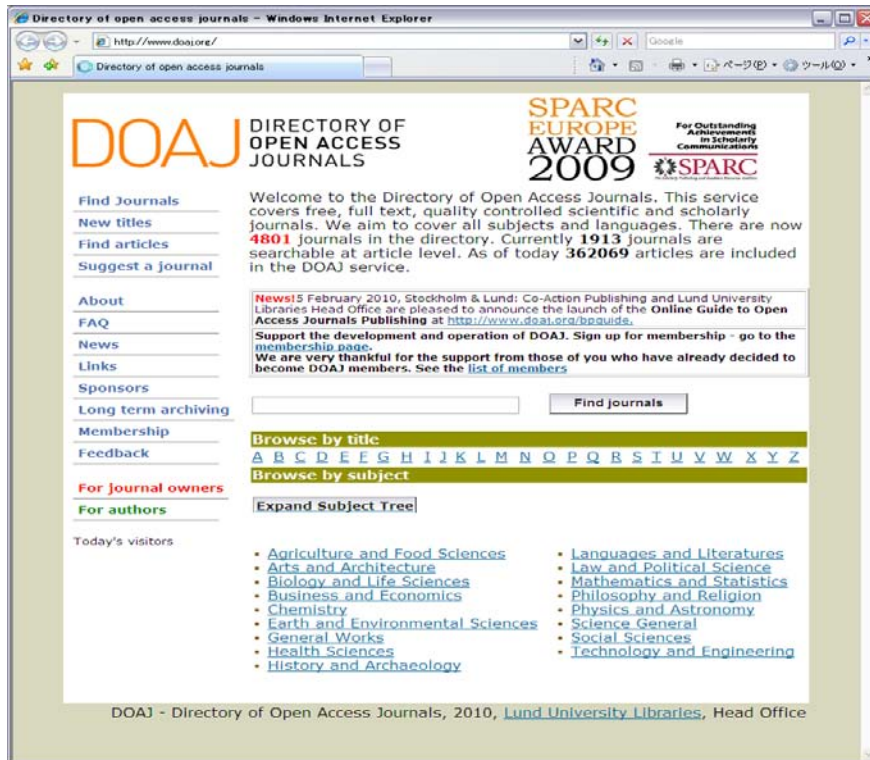 Directory of open access journals - Windows Internet Explorer
http://www.doaj.org/
Google
Directory of open access journals
ページ(P)
ツール(O)
DOAJ
DIRECTORY OF
OPEN ACCESS
JOURNALS
SPARC
EUROPE
AWARD
2009
For Outstanding
Achievements
in Scholarly
Communications
SPARC
Find Journals
New titles
Find articles
Suggest a journal
About
FAQ
News
Links
Sponsors
Long term archiving
Membership
Feedback
For journal owners
For authors
Today's visitors
Welcome to the Directory of Open Access Journals. This service
covers free, full text, quality controlled scientific and scholarly
journals. We aim to cover all subjects and languages. There are now
4801 journals in the directory. Currently 1913 journals are
searchable at article level. As of today 362069 articles are included
in the DOAJ service.
News!5 February 2010, Stockholm & Lund: Co-Action Publishing and Lund University
Libraries Head Office are pleased to announce the launch of the Online Guide to Open
Access Journals Publishing at http://www.doaj.org/bpguide.
Support the development and operation of DOAJ. Sign up for membership - go to the
membership page.
We are very thankful for the support from those of you who have already decided to
become DOAJ members. See the list of members
Find journals
Browse by title
A B C D E F G H I J K L M N O P Q R S T U V W X Y Z
Browse by subject
Expand Subject Tree
Agriculture and Food Sciences
Arts and Architecture
Biology and Life Sciences
Business and Economics
Chemistry
Earth and Environmental Sciences
General Works
Health Sciences
History and Archaeology
Languages and Literatures
Law and Political Science
Mathematics and Statistics
Philosophy and Religion
Physics and Astronomy
Science General
Social Sciences
Technology and Engineering
DOAJ - Directory of Open Access Journals, 2010, Lund University Libraries, Head Office